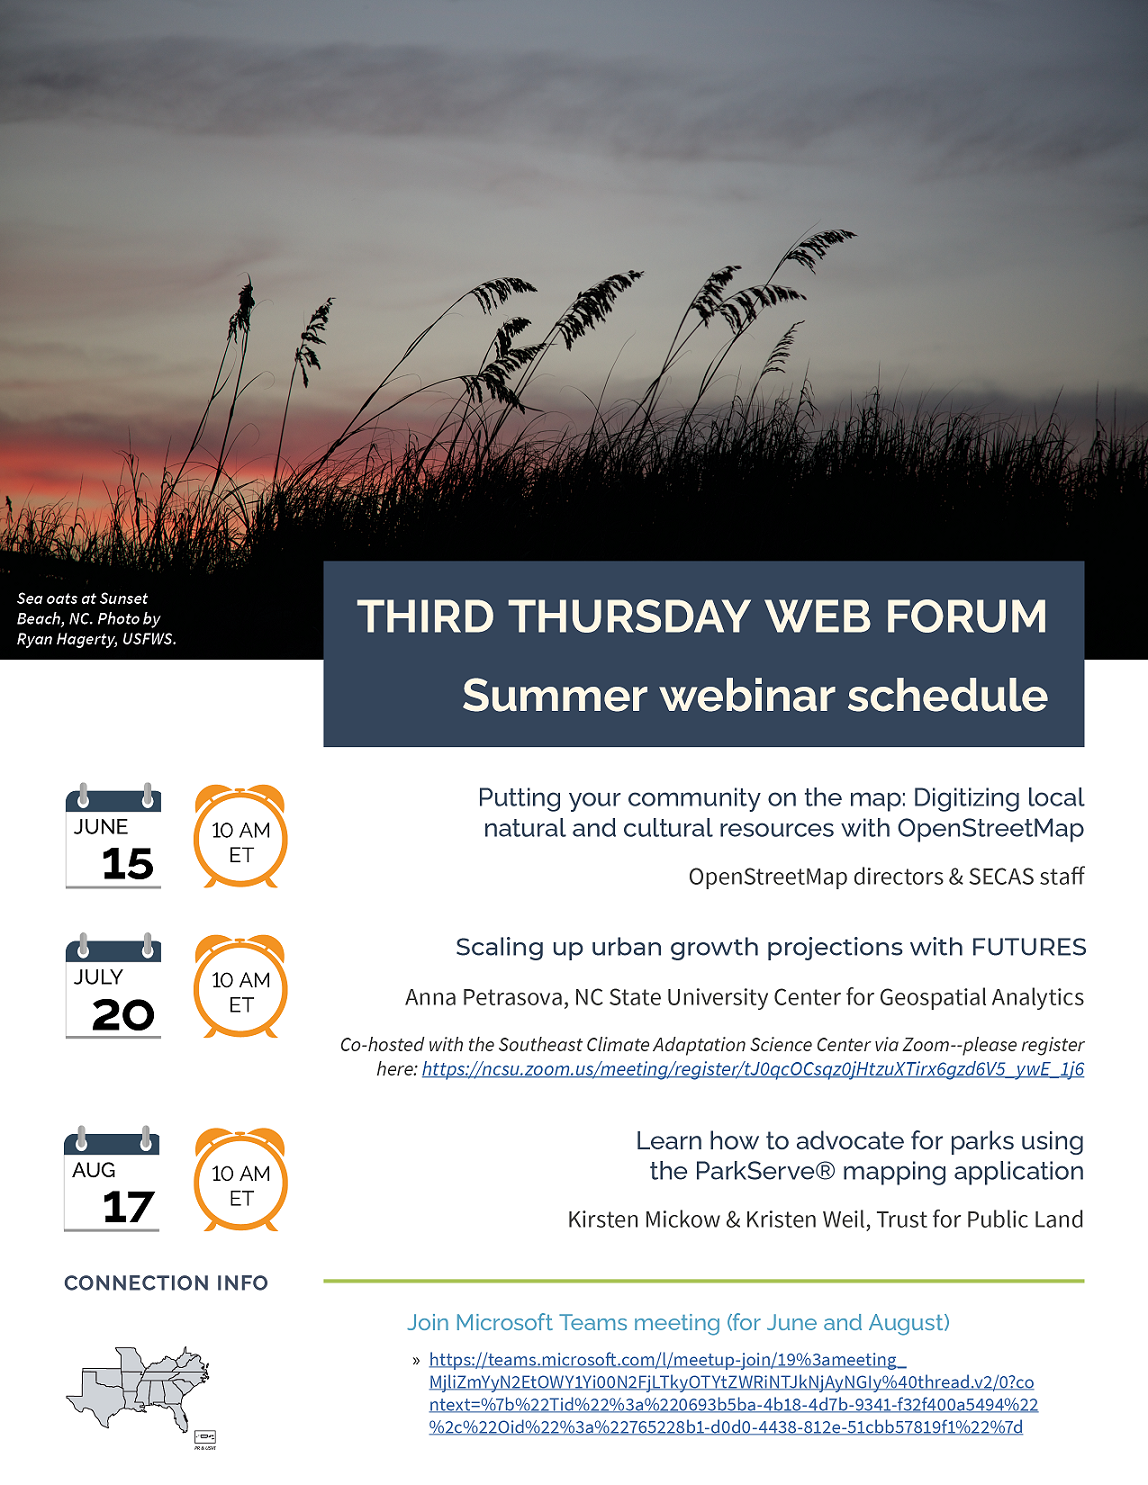 Sea oats at Sunset
Beach, NC. Photo by
Ryan Hagerty, USFWS.
THIRD THURSDAY WEB FORUM
Summer webinar schedule
JUNE
15
10 AM
ET
Putting your community on the map: Digitizing local
natural and cultural resources with OpenStreetMap
OpenStreetMap directors & SECAS staff
JULY
20
10 AM
ET
Scaling up urban growth projections with FUTURES
Anna Petrasova, NC State University Center for Geospatial Analytics
Co-hosted with the Southeast Climate Adaptation Science Center via Zoom--please register
here: https://ncsu.zoom.us/meeting/register/tJ0qcOCsqz0jHtzuXTirx6gzd6V5_ywE_1j6
AUG
17
10 AM
ET
Learn how to advocate for parks using
the ParkServe® mapping application
Kirsten Mickow & Kristen Weil, Trust for Public Land
CONNECTION INFO
Join Microsoft Teams meeting (for June and August)
» https://teams.microsoft.com/l/meetup-join/19%3ameeting_
MjliZmYyN2EtOWY1Yi00N2FjLTkyOTYtZWRiNTJkNjAyNGIy%40thread.v2/0?co
ntext=%7b%22Tid%22%3a%220693b5ba-4b18-4d7b-9341-f32f400a5494%22
%2c%22Oid%22%3a%22765228b1-d0d0-4438-812e-51cbb57819f1%22%7d
PR & USVI